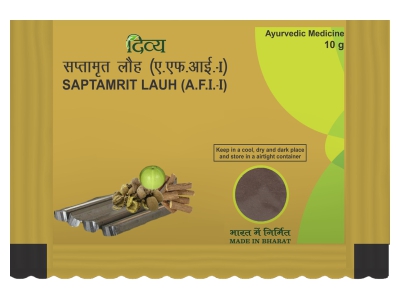 दिव्य
Ayurvedic Medicine
10 g
सप्तामृत लौह (ए.एफ.आई.-I)
SAPTAMRIT LAUH (A.F.I.-I)
Keep in a cool, dry and dark place
and store in a airtight container
भारत में निर्मित
MADE IN BHARAT